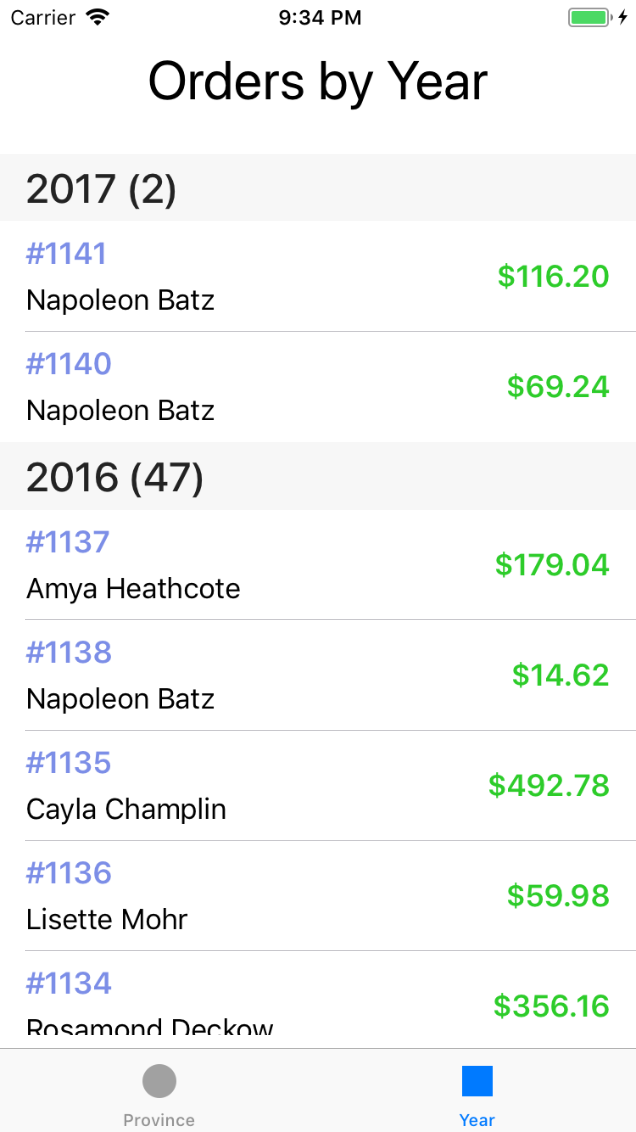 Carrier 9:34 PM
Orders by Year
2017 (2)
#1141
$116.20
Napoleon Batz
#1140
$69.24
Napoleon Batz
2016 (47)
#1137
$179.04
Amya Heathcote
#1138
$14.62
Napoleon Batz
#1135
$492.78
Cayla Champlin
#1136
$59.98
Lisette Mohr
#1134
$356.16
Rosamond Deckow
Province Year